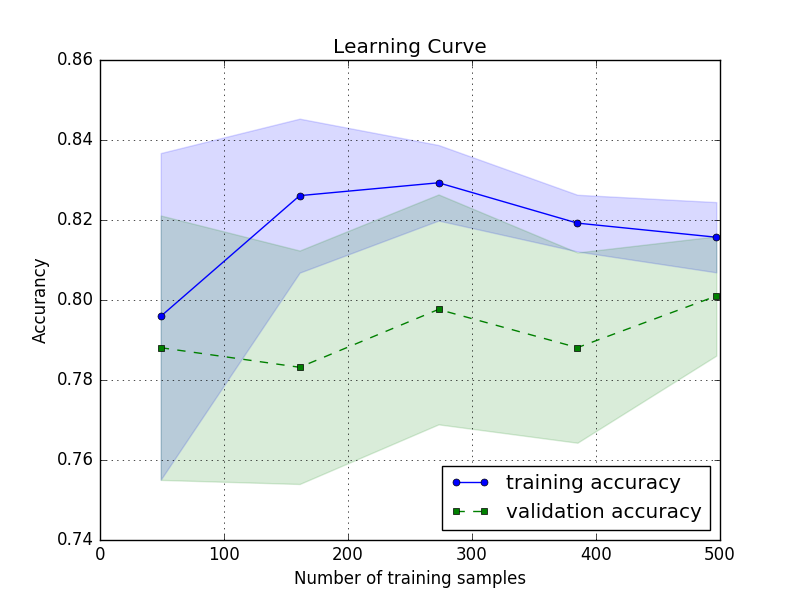 Learning Curve
0.86
0.84
0.82
0.80
0.78
0.76
0.74
Accurancy
training accuracy
validation accuracy
0 100 200 300 400 500
Number of training samples